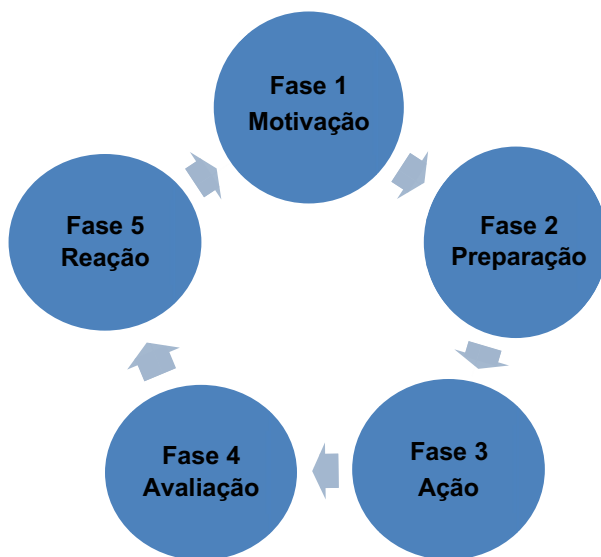 Fase 1
Motivação
Fase 2
Preparação
Fase 3
Ação
Fase 4
Avaliação
Fase 5
Reação